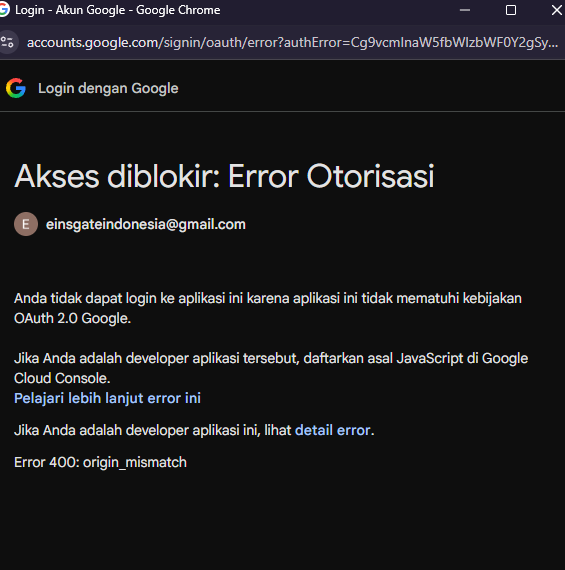 Login - Akun Google - Google Chrome
accounts.google.com/signin/oauth/error?authError=Cg9vcmlnaW5fbWlzbWF0Y2gSy...
Login dengan Google
Akses diblokir: Error Otorisasi
E einsgateindonesia@gmail.com
Anda tidak dapat login ke aplikasi ini karena aplikasi ini tidak mematuhi kebijakan
OAuth 2.0 Google.
Jika Anda adalah developer aplikasi tersebut, daftarkan asal JavaScript di Google
Cloud Console.
Pelajari lebih lanjut error ini
Jika Anda adalah developer aplikasi ini, lihat detail error.
Error 400: origin_mismatch